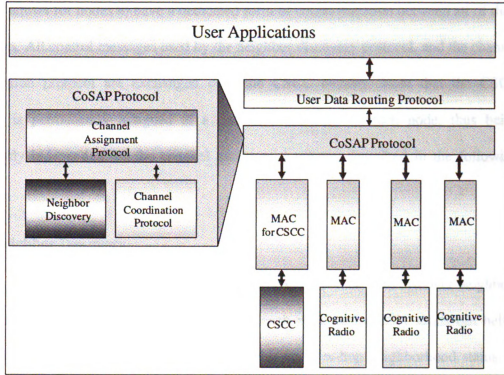 User Applications
CoSAP Protocol
User Data Routing Protocol
Channel
Assignment
Protocol
CoSAP Protocol
Neighbor
Discovery
Channel
Coordination
Protocol
MAC
for CSCC
MAC
MAC
MAC
CSCC
Cognitive
Radio
Cognitive
Radio
Cognitive
Radio